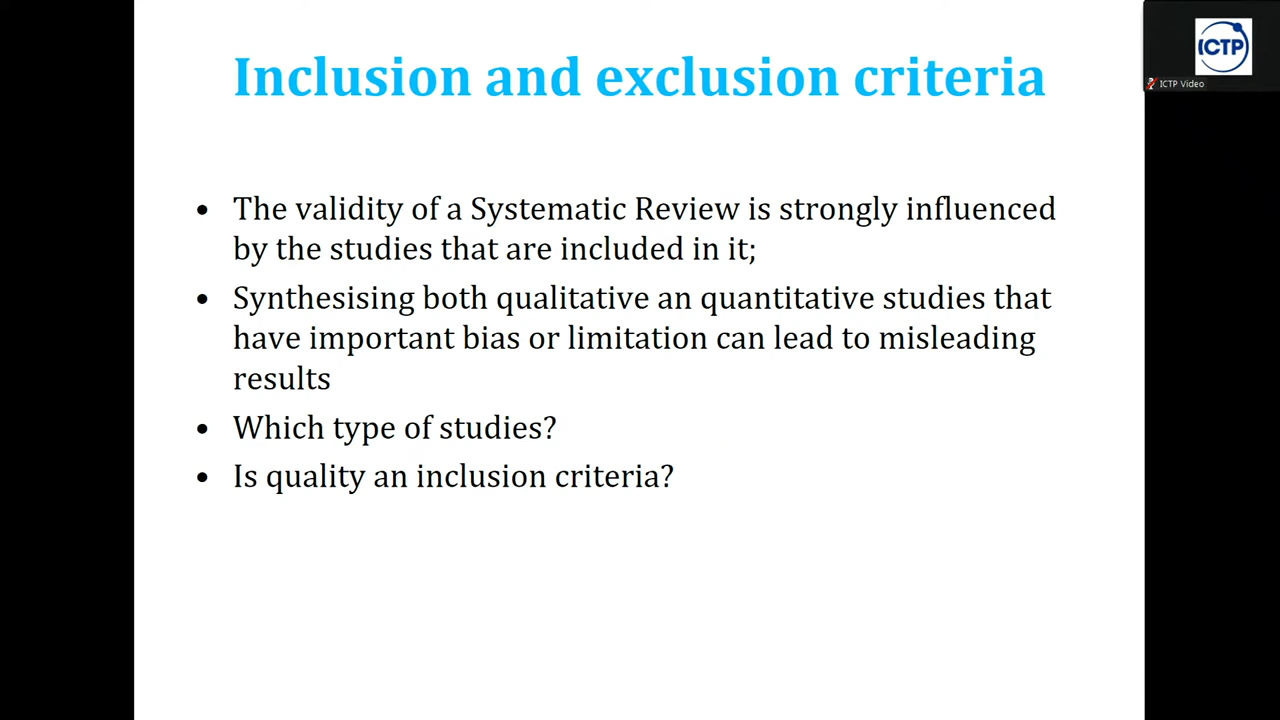 Inclusion and exclusion criteria
ICTP
ICTP Video
• The validity of a Systematic Review is strongly influenced
by the studies that are included in it;
• Synthesising both qualitative an quantitative studies that
have important bias or limitation can lead to misleading
results
• Which type of studies?
• Is quality an inclusion criteria?